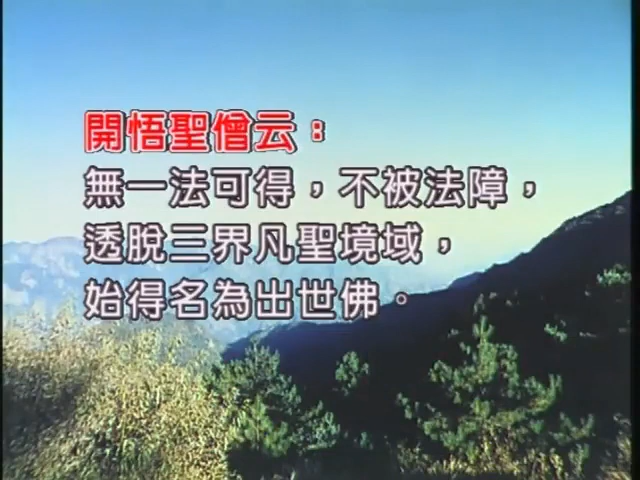 開悟聖僧云：
無一法可得，不被法障，
透脫三界凡聖境域，
始得名為出世佛。